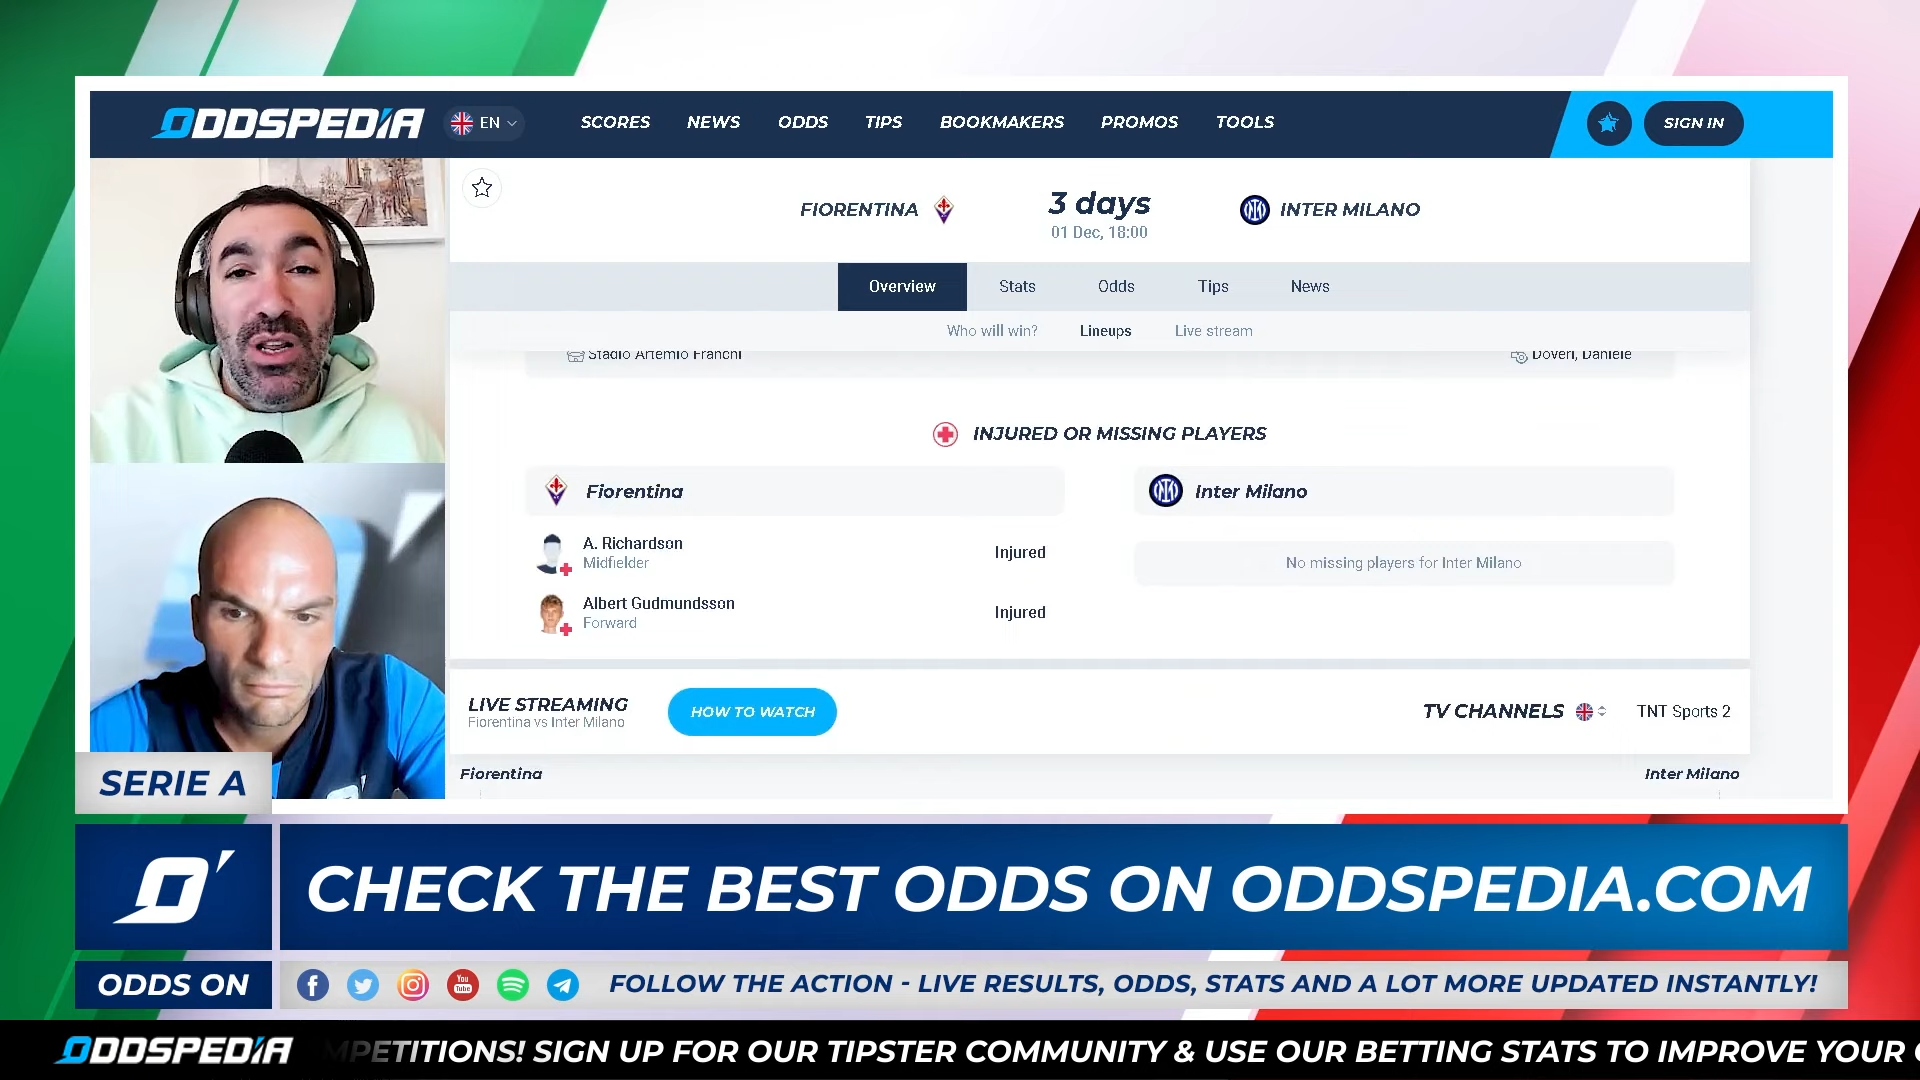 ODDSPEDIA
EN
SCORES NEWS ODDS TIPS BOOKMAKERS PROMOS TOOLS
SIGN IN
FIORENTINA
3 days
01 Dec, 18:00
INTER MILANO
Overview Stats Odds Tips News
Who will win? Lineups Live stream
Stadio Artemio Franchi
Doveri, Daniele
INJURED OR MISSING PLAYERS
Fiorentina
Inter Milano
A. Richardson
Midfielder
Injured
No missing players for Inter Milano
Albert Gudmundsson
Forward
Injured
LIVE STREAMING
Fiorentina vs Inter Milano
HOW TO WATCH
TV CHANNELS
TNT Sports 2
Fiorentina
Inter Milano
SERIE A
CHECK THE BEST ODDS ON ODDSPEDIA.COM
ODDS ON
You
Tube
FOLLOW THE ACTION - LIVE RESULTS, ODDS, STATS AND A LOT MORE UPDATED INSTANTLY!
ODDSPEDIA
MPETITIONS! SIGN UP FOR OUR TIPSTER COMMUNITY & USE OUR BETTING STATS TO IMPROVE YOUR